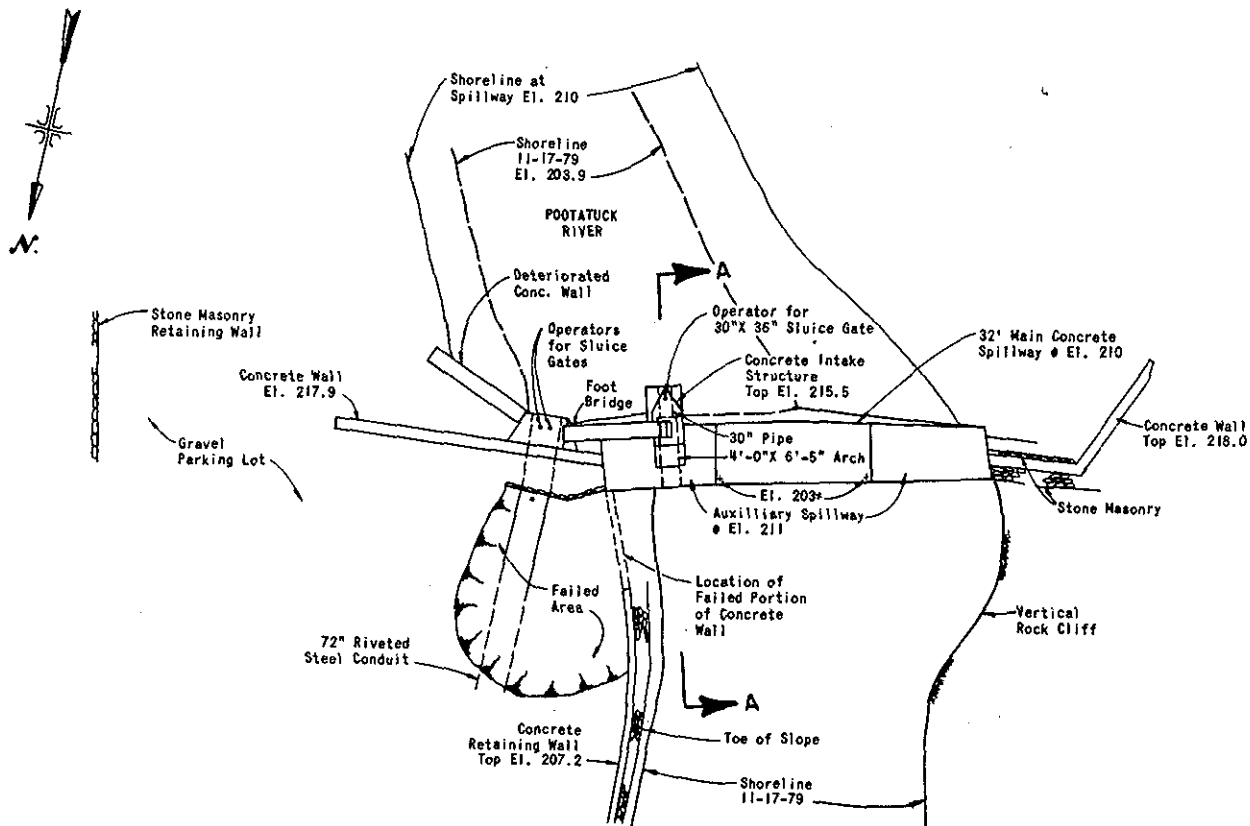 Shoreline at
Spillway El. 210
Shoreline
11-17-79
El. 203.9
POOTATUCK
RIVER
N.
A
Deteriorated
Conc. Wall
Operator for
30"X 36" Sluice Gate
Stone Masonry
Retaining Wall
Operators
for Sluice
Gates
32' Main Concrete
Spillway @ El. 210
Concrete Intake
Structure
Top El. 215.5
Concrete Wall
El. 217.9
Foot
Bridge
30" Pipe
4'-0"X 6'-5" Arch
Concrete Wall
Top El. 218.0
Gravel
Parking Lot
El. 203±
Auxilliary Spillway
@ El. 211
Stone Masonry
Failed
Area
Location of
Failed Portion
of Concrete
Wall
Vertical
Rock Cliff
72" Riveted
Steel Conduit
A
Concrete
Retaining Wall
Top El. 207.2
Toe of Slope
Shoreline
11-17-79